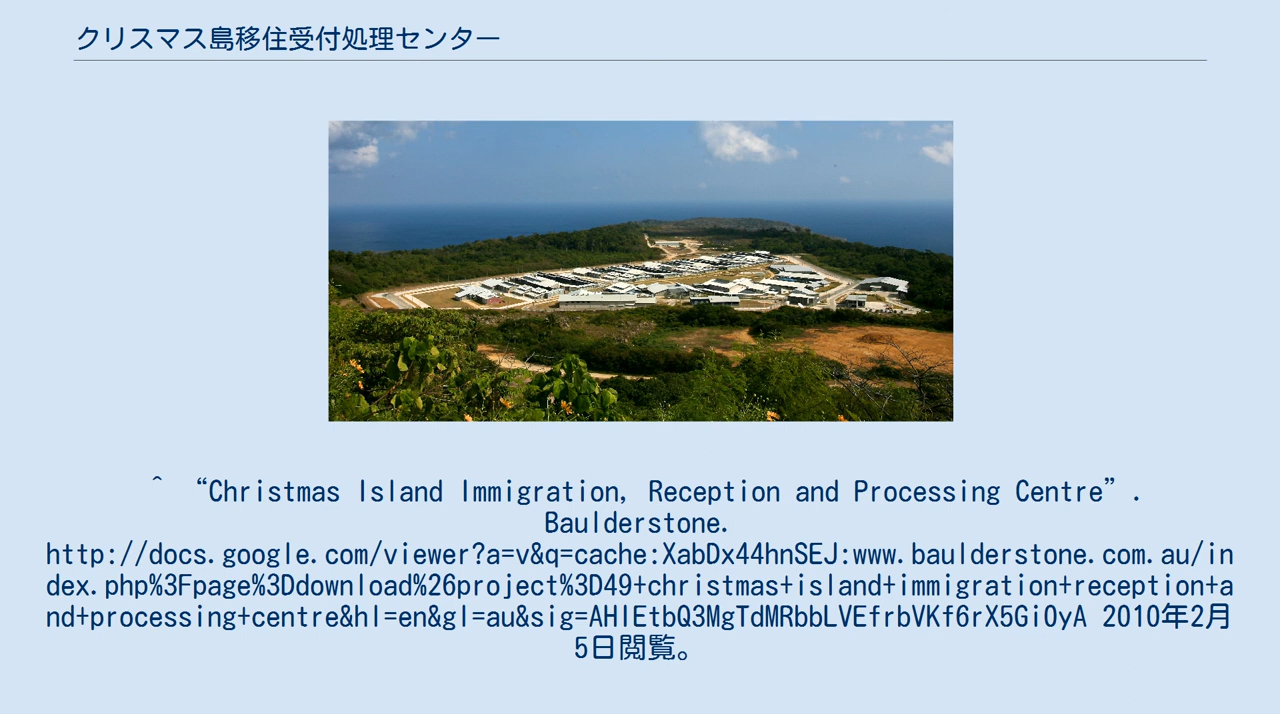 クリスマス島移住受付処理センター
^ “Christmas Island Immigration, Reception and Processing Centre”.
Baulderstone.
http://docs.google.com/viewer?a=v&q=cache:XabDx44hnSEJ:www.baulderstone.com.au/in
dex.php%3Fpage%3Ddownload%26project%3D49+christmas+island+immigration+reception+a
nd+processing+centre&hl=en&gl=au&sig=AHIEtbQ3MgTdMRbbLVEfrbVKf6rX5Gi0yA 2010年2月
5日閲覧。